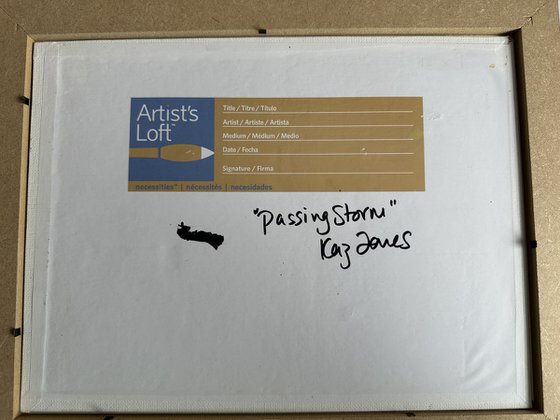 Artist's
Loft™
Title / Titre / Título
Artist / Artiste / Artista
Medium / Médium / Medio
Date / Fecha
Signature / Firma
necessities™ | nécessités | necesidades
"Passing Storm"
Kaz Jones